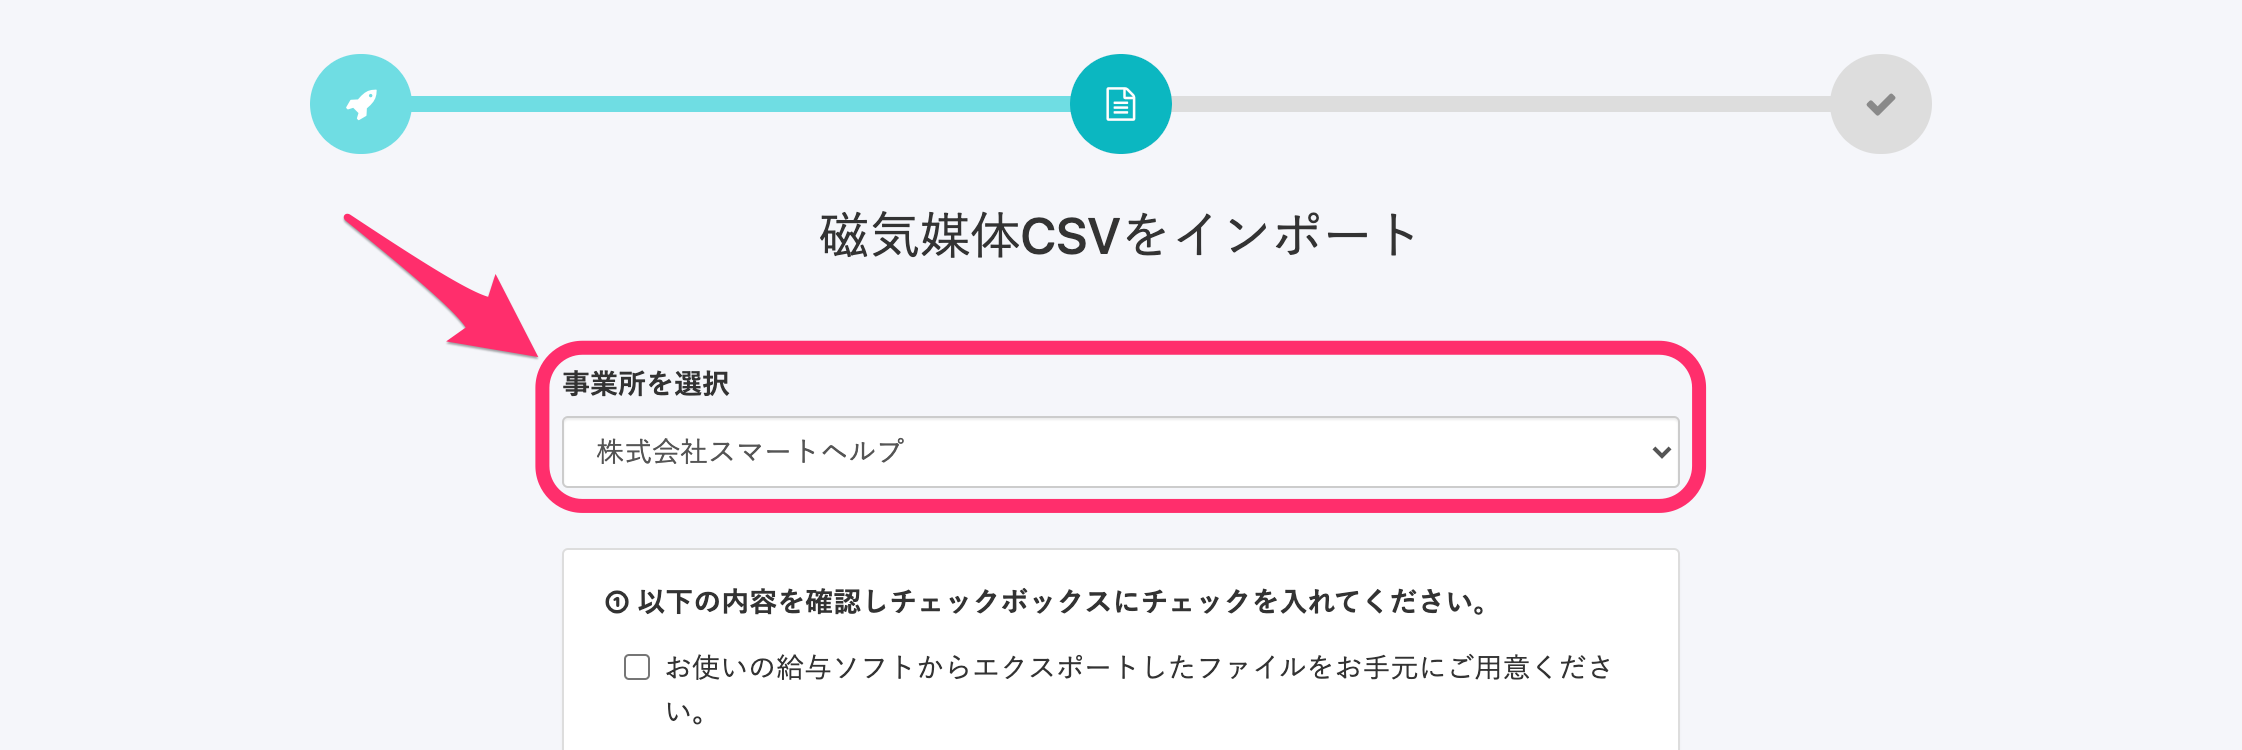 磁気媒体CSVをインポート
事業所を選択
株式会社スマートヘルプ
① 以下の内容を確認しチェックボックスにチェックを入れてください。
お使いの給与ソフトからエクスポートしたファイルをお手元にご用意くださ
い。